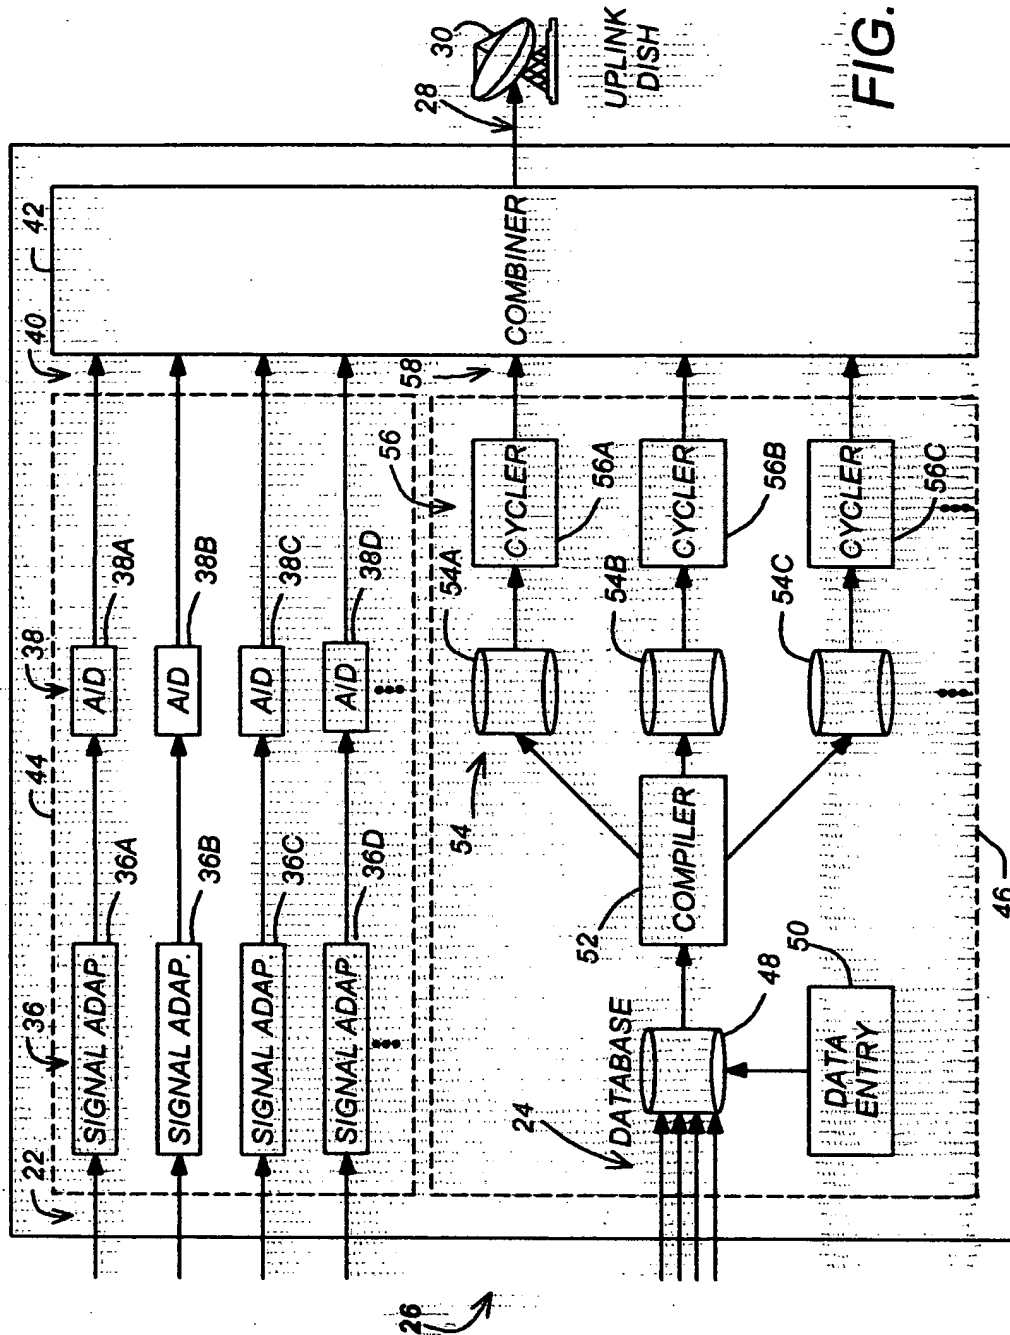 22
36
44
38
40
42
SIGNAL ADAP.
36A
A/D
38A
SIGNAL ADAP.
36B
A/D
38B
SIGNAL ADAP.
36C
A/D
38C
SIGNAL ADAP.
36D
A/D
38D
26
24
DATABASE
48
DATA
ENTRY
50
52
COMPILER
54
54A
54B
54C
56
CYCLER
56A
CYCLER
56B
CYCLER
56C
58
46
COMBINER
28
30
UPLINK
DISH
FIG.